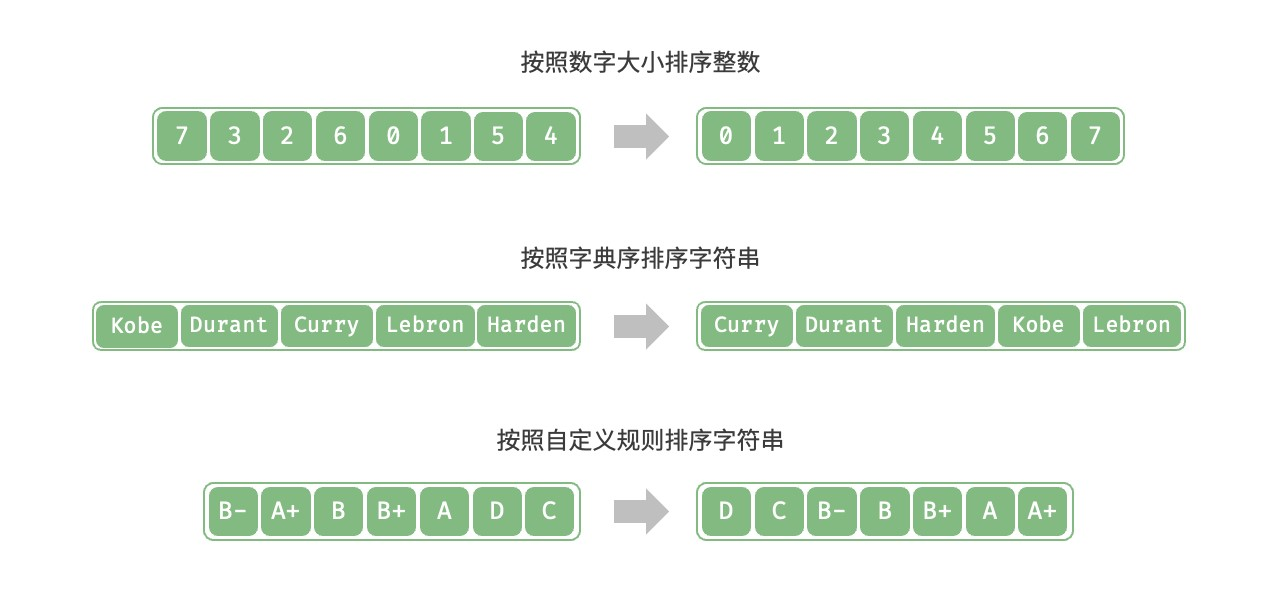 按照数字大小排序整数
7 3 2 6 0 1 5 4 0 1 2 3 4 5 6 7
按照字典序排序字符串
Kobe Durant Curry Lebron Harden Curry Durant Harden Kobe Lebron
按照自定义规则排序字符串
B- A+ B B+ A D C D C B- B B+ A A+